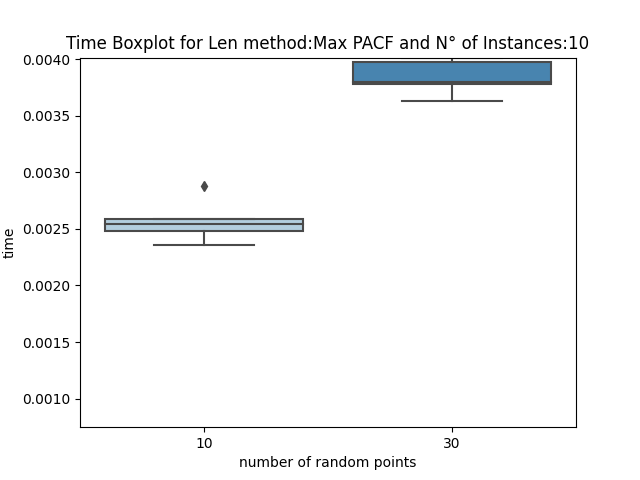 Time Boxplot for Len method:Max PACF and N° of Instances:10
0.0040
0.0035
0.0030
0.0025
0.0020
0.0015
0.0010
time
10 30
number of random points